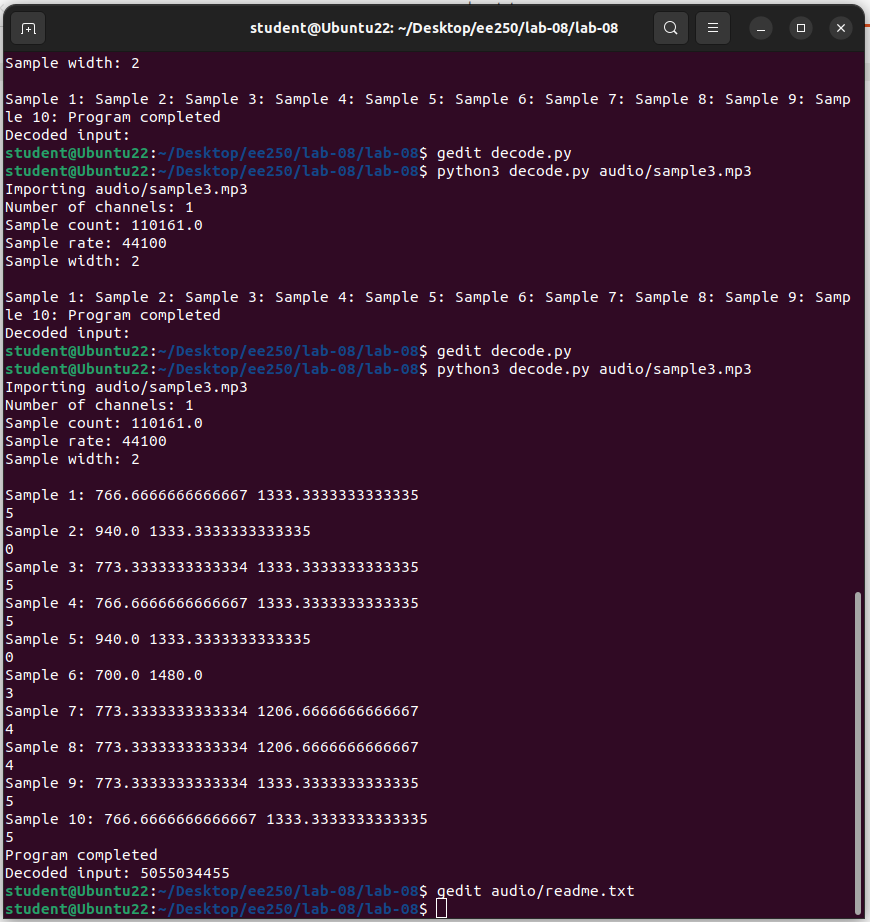 student@Ubuntu22: ~/Desktop/ee250/lab-08/lab-08
Sample width: 2
Sample 1: Sample 2: Sample 3: Sample 4: Sample 5: Sample 6: Sample 7: Sample 8: Sample 9: Samp
le 10: Program completed
Decoded input:
student@Ubuntu22:~/Desktop/ee250/lab-08/lab-08$ gedit decode.py
student@Ubuntu22:~/Desktop/ee250/lab-08/lab-08$ python3 decode.py audio/sample3.mp3
Importing audio/sample3.mp3
Number of channels: 1
Sample count: 110161.0
Sample rate: 44100
Sample width: 2
Sample 1: Sample 2: Sample 3: Sample 4: Sample 5: Sample 6: Sample 7: Sample 8: Sample 9: Samp
le 10: Program completed
Decoded input:
student@Ubuntu22:~/Desktop/ee250/lab-08/lab-08$ gedit decode.py
student@Ubuntu22:~/Desktop/ee250/lab-08/lab-08$ python3 decode.py audio/sample3.mp3
Importing audio/sample3.mp3
Number of channels: 1
Sample count: 110161.0
Sample rate: 44100
Sample width: 2
Sample 1: 766.6666666666667 1333.3333333333335
5
Sample 2: 940.0 1333.3333333333335
0
Sample 3: 773.3333333333334 1333.3333333333335
5
Sample 4: 766.6666666666667 1333.3333333333335
5
Sample 5: 940.0 1333.3333333333335
0
Sample 6: 700.0 1480.0
3
Sample 7: 773.3333333333334 1206.6666666666667
4
Sample 8: 773.3333333333334 1206.6666666666667
4
Sample 9: 773.3333333333334 1333.3333333333335
5
Sample 10: 766.6666666666667 1333.3333333333335
5
Program completed
Decoded input: 5055034455
student@Ubuntu22:~/Desktop/ee250/lab-08/lab-08$ gedit audio/readme.txt
student@Ubuntu22:~/Desktop/ee250/lab-08/lab-08$